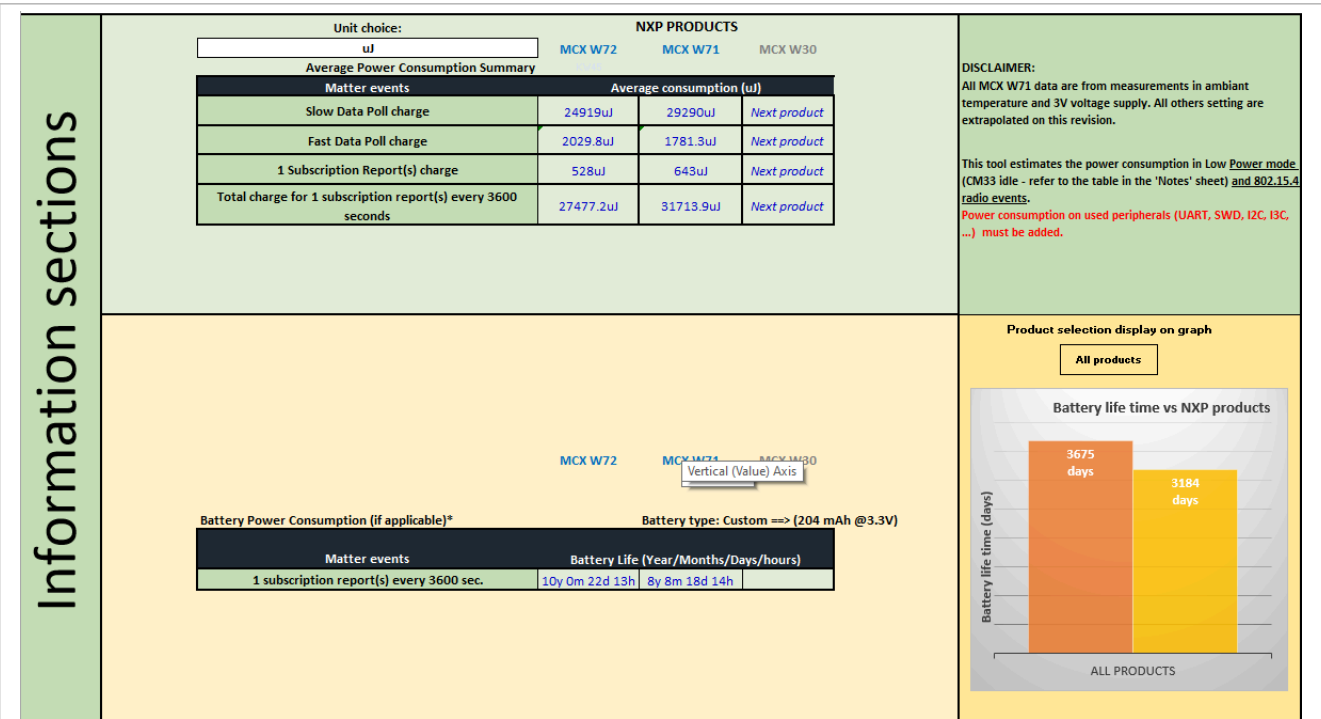 Information sections
Unit choice:
NXP PRODUCTS
uJ
MCX W72 MCX W71 MCX W30
Average Power Consumption Summary
Matter events Average consumption (uJ)
Slow Data Poll charge 24919uJ 29290uJ Next product
Fast Data Poll charge 2029.8uJ 1781.3uJ Next product
1 Subscription Report(s) charge 528uJ 643uJ Next product
Total charge for 1 subscription report(s) every 3600
seconds
27477.2uJ 31713.9uJ Next product
DISCLAIMER:
All MCX W71 data are from measurements in ambiant
temperature and 3V voltage supply. All others setting are
extrapolated on this revision.
This tool estimates the power consumption in Low Power mode
(CM33 idle - refer to the table in the 'Notes' sheet) and 802.15.4
radio events.
Power consumption on used peripherals (UART, SWD, I2C, I3C,
...) must be added.
MCX W72 MCX W71 MCX W30
Vertical (Value) Axis
Battery Power Consumption (if applicable)* Battery type: Custom ==> (204 mAh @3.3V)
Matter events Battery Life (Year/Months/Days/hours)
1 subscription report(s) every 3600 sec. 10y 0m 22d 13h 8y 8m 18d 14h
Product selection display on graph
All products
Battery life time vs NXP products
3675
days
3184
days
Battery life time (days)
ALL PRODUCTS